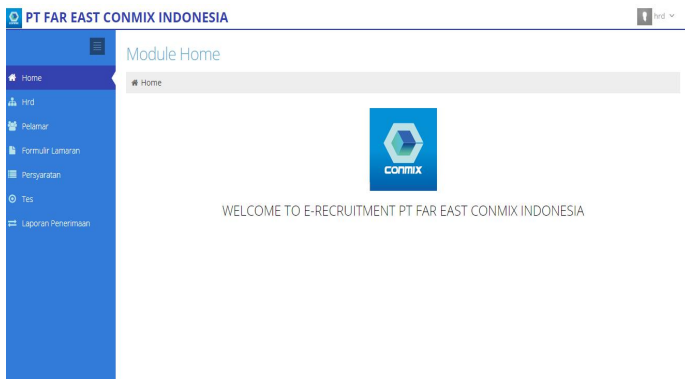 PT FAR EAST CONMIX INDONESIA
hrd
Module Home
Home
Home
Hrd
Pelamar
Formulir Lamaran
Persyaratan
Tes
Laporan Penerimaan
conmix
WELCOME TO E-RECRUITMENT PT FAR EAST CONMIX INDONESIA